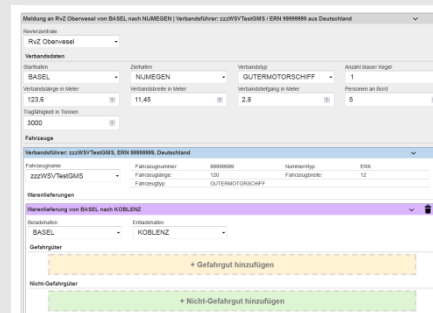 Meldung an RvZ Oberwesel von BASEL nach NIJMEGEN | Verbandsführer: zzzWSVTestGMS / ERN 99999999 aus Deutschland
Revierzentrale
RvZ Oberwesel
Verbandsdaten
Starthafen Zielhafen Verbandstyp Anzahl blauer Kegel
BASEL NIJMEGEN GUTERMOTORSCHIFF 1
Verbandslänge in Meter Verbandsbreite in Meter Verbandstiefgang in Meter Personen an Bord
123,6 11,45 2,8 5
Tragfähigkeit in Tonnen
3000
Fahrzeuge
Verbandsführer: zzzWSVTestGMS, ERN 99999999, Deutschland
Fahrzeugname Fahrzeugnummer: 99999999 Nummerntyp: ERN
zzzWSVTestGMS Fahrzeuglänge: 120 Fahrzeugbreite: 12
Fahrzeugtyp: GUTERMOTORSCHIFF
Warenlieferungen
Warenlieferung von BASEL nach KOBLENZ
Beladehafen Entladehafen
BASEL KOBLENZ
Gefahrgüter
+ Gefahrgut hinzufügen
Nicht-Gefahrgüter
+ Nicht-Gefahrgut hinzufügen